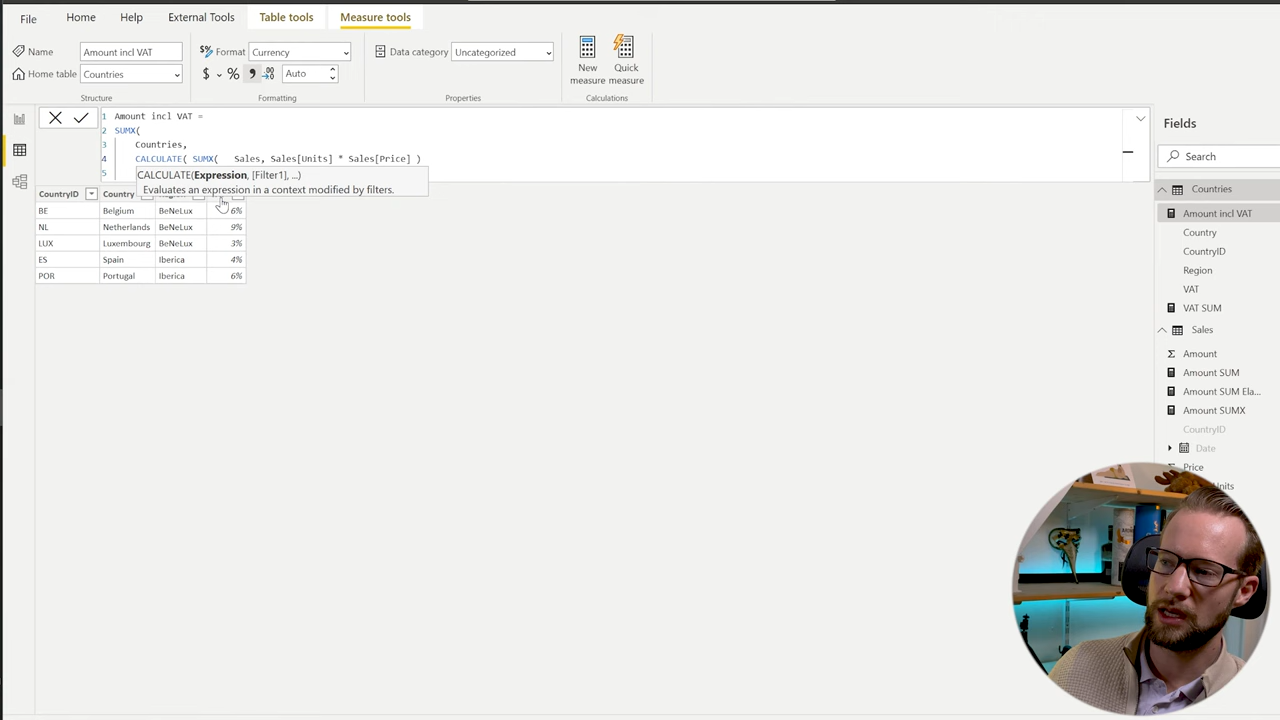 File Home Help External Tools Table tools Measure tools
Name Amount incl VAT Format Currency Data category Uncategorized
Home table Countries $ % Auto
New measure
Quick measure
Structure Formatting Properties Calculations
1 Amount incl VAT =
2 SUMX(
3 Countries,
4 CALCULATE( SUMX( Sales, Sales[Units] * Sales[Price] )
5
CALCULATE(Expression, [Filter1], ...)
Evaluates an expression in a context modified by filters.
CountryID Country
BE Belgium BeNeLux 6%
NL Netherlands BeNeLux 9%
LUX Luxembourg BeNeLux 3%
ES Spain Iberica 4%
POR Portugal Iberica 6%
Fields
Search
Countries
Amount incl VAT
Country
CountryID
Region
VAT
VAT SUM
Sales
Amount
Amount SUM
Amount SUM Ela...
Amount SUMX
CountryID
Date
Price
Units